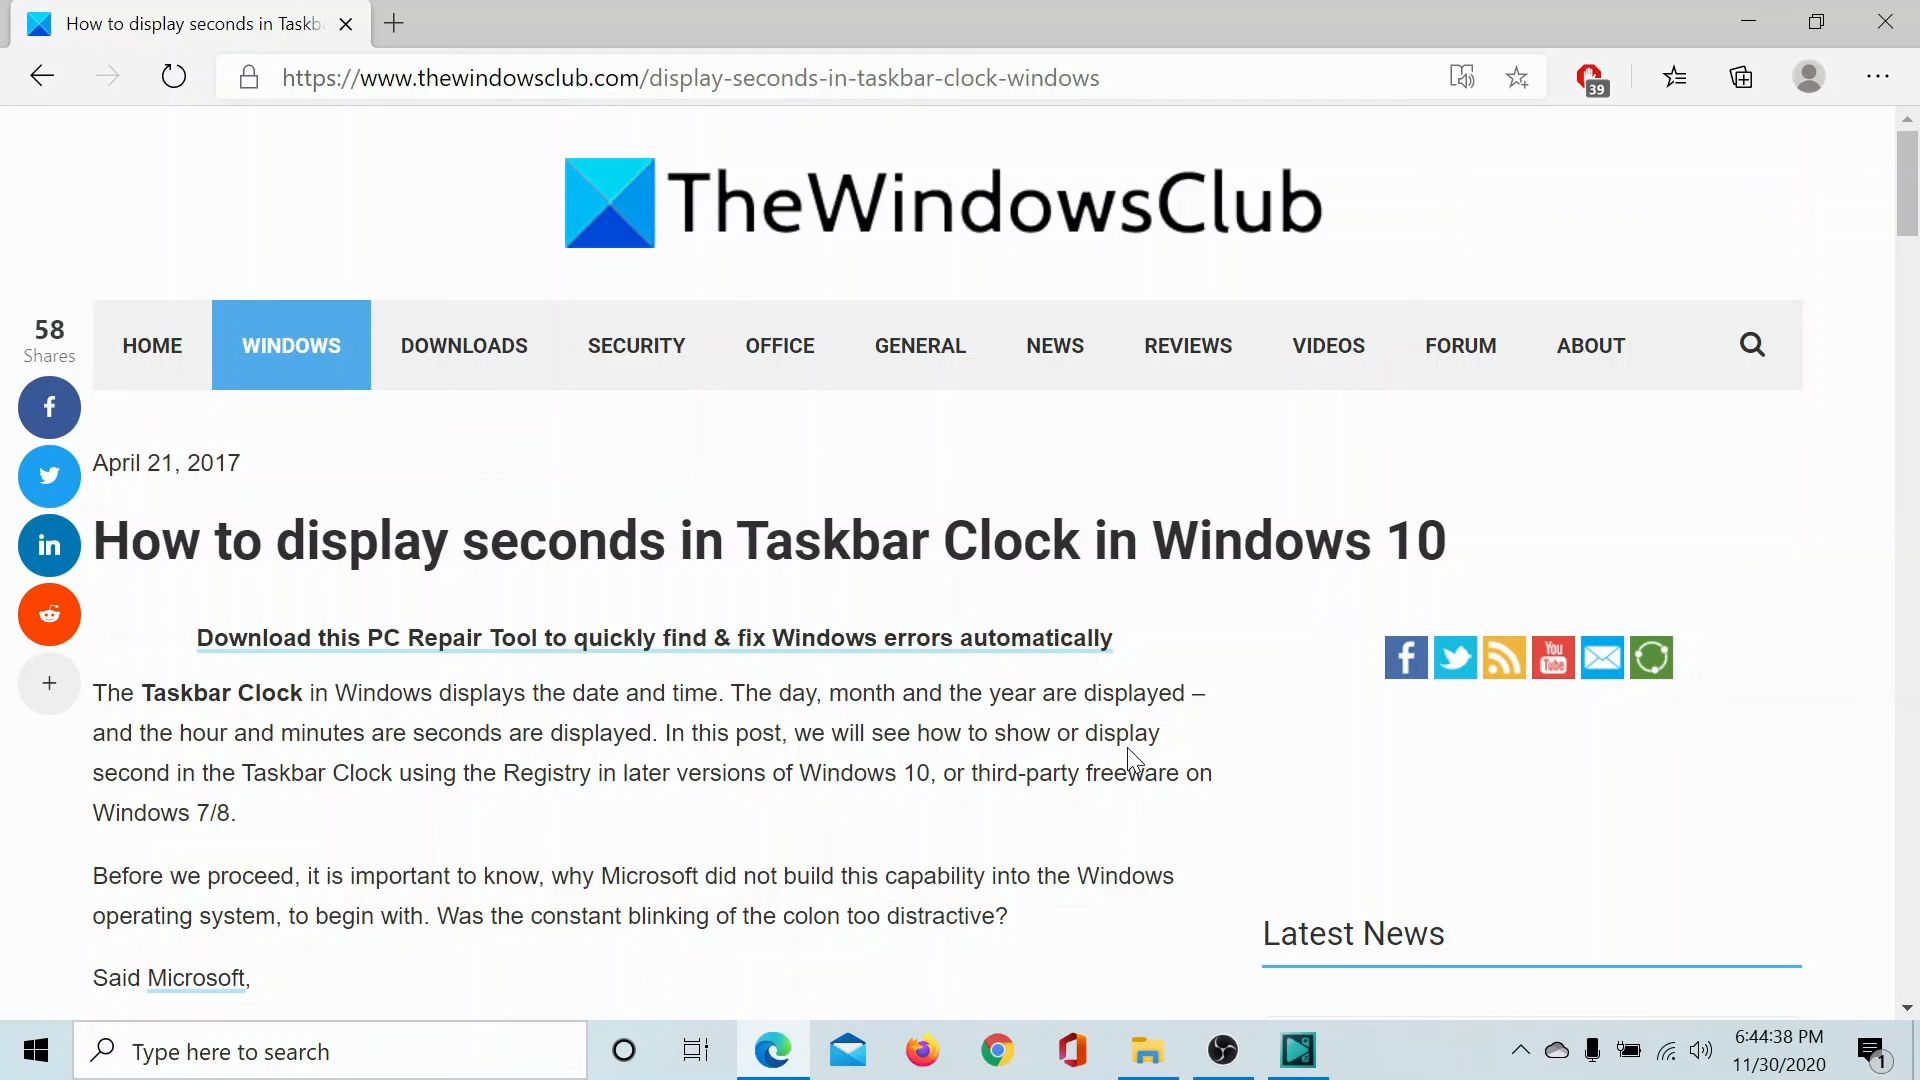 How to display seconds in Taskb
https://www.thewindowsclub.com/display-seconds-in-taskbar-clock-windows
39
TheWindowsClub
58
Shares
HOME WINDOWS DOWNLOADS SECURITY OFFICE GENERAL NEWS REVIEWS VIDEOS FORUM ABOUT
April 21, 2017
How to display seconds in Taskbar Clock in Windows 10
Download this PC Repair Tool to quickly find & fix Windows errors automatically
The Taskbar Clock in Windows displays the date and time. The day, month and the year are displayed –
and the hour and minutes are seconds are displayed. In this post, we will see how to show or display
second in the Taskbar Clock using the Registry in later versions of Windows 10, or third-party freeware on
Windows 7/8.
Before we proceed, it is important to know, why Microsoft did not build this capability into the Windows
operating system, to begin with. Was the constant blinking of the colon too distractive?
Said Microsoft,
You
Tube
Latest News
Type here to search
6:44:38 PM
11/30/2020
1